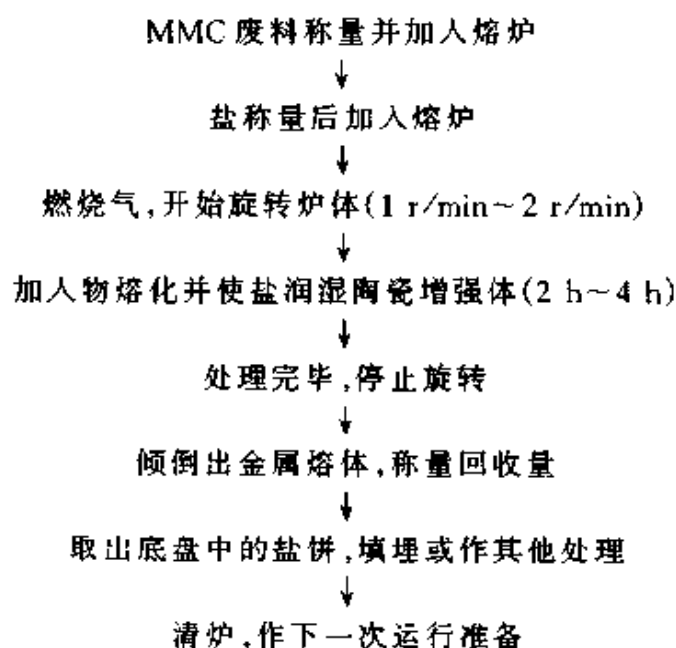 MMC废料称量并加入熔炉
↓
盐称量后加入熔炉
↓
燃烧气,开始旋转炉体(1 r/min~2 r/min)
↓
加入物熔化并使盐润湿陶瓷增强体(2 h~4 h)
↓
处理完毕,停止旋转
↓
倾倒出金属熔体,称量回收量
↓
取出底盘中的盐饼,填埋或作其他处理
↓
清炉,作下一次运行准备